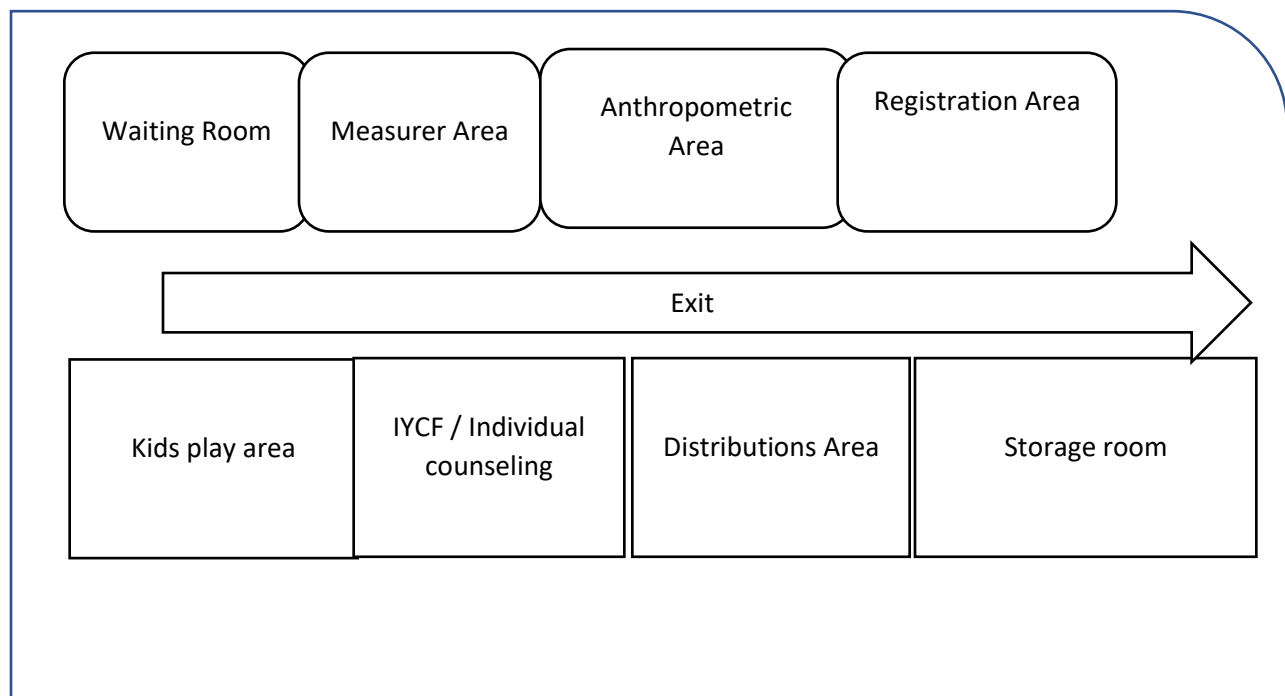 Waiting Room
Measurer Area
Anthropometric
Area
Registration Area
Exit
Kids play area
IYCF / Individual
counseling
Distributions Area
Storage room